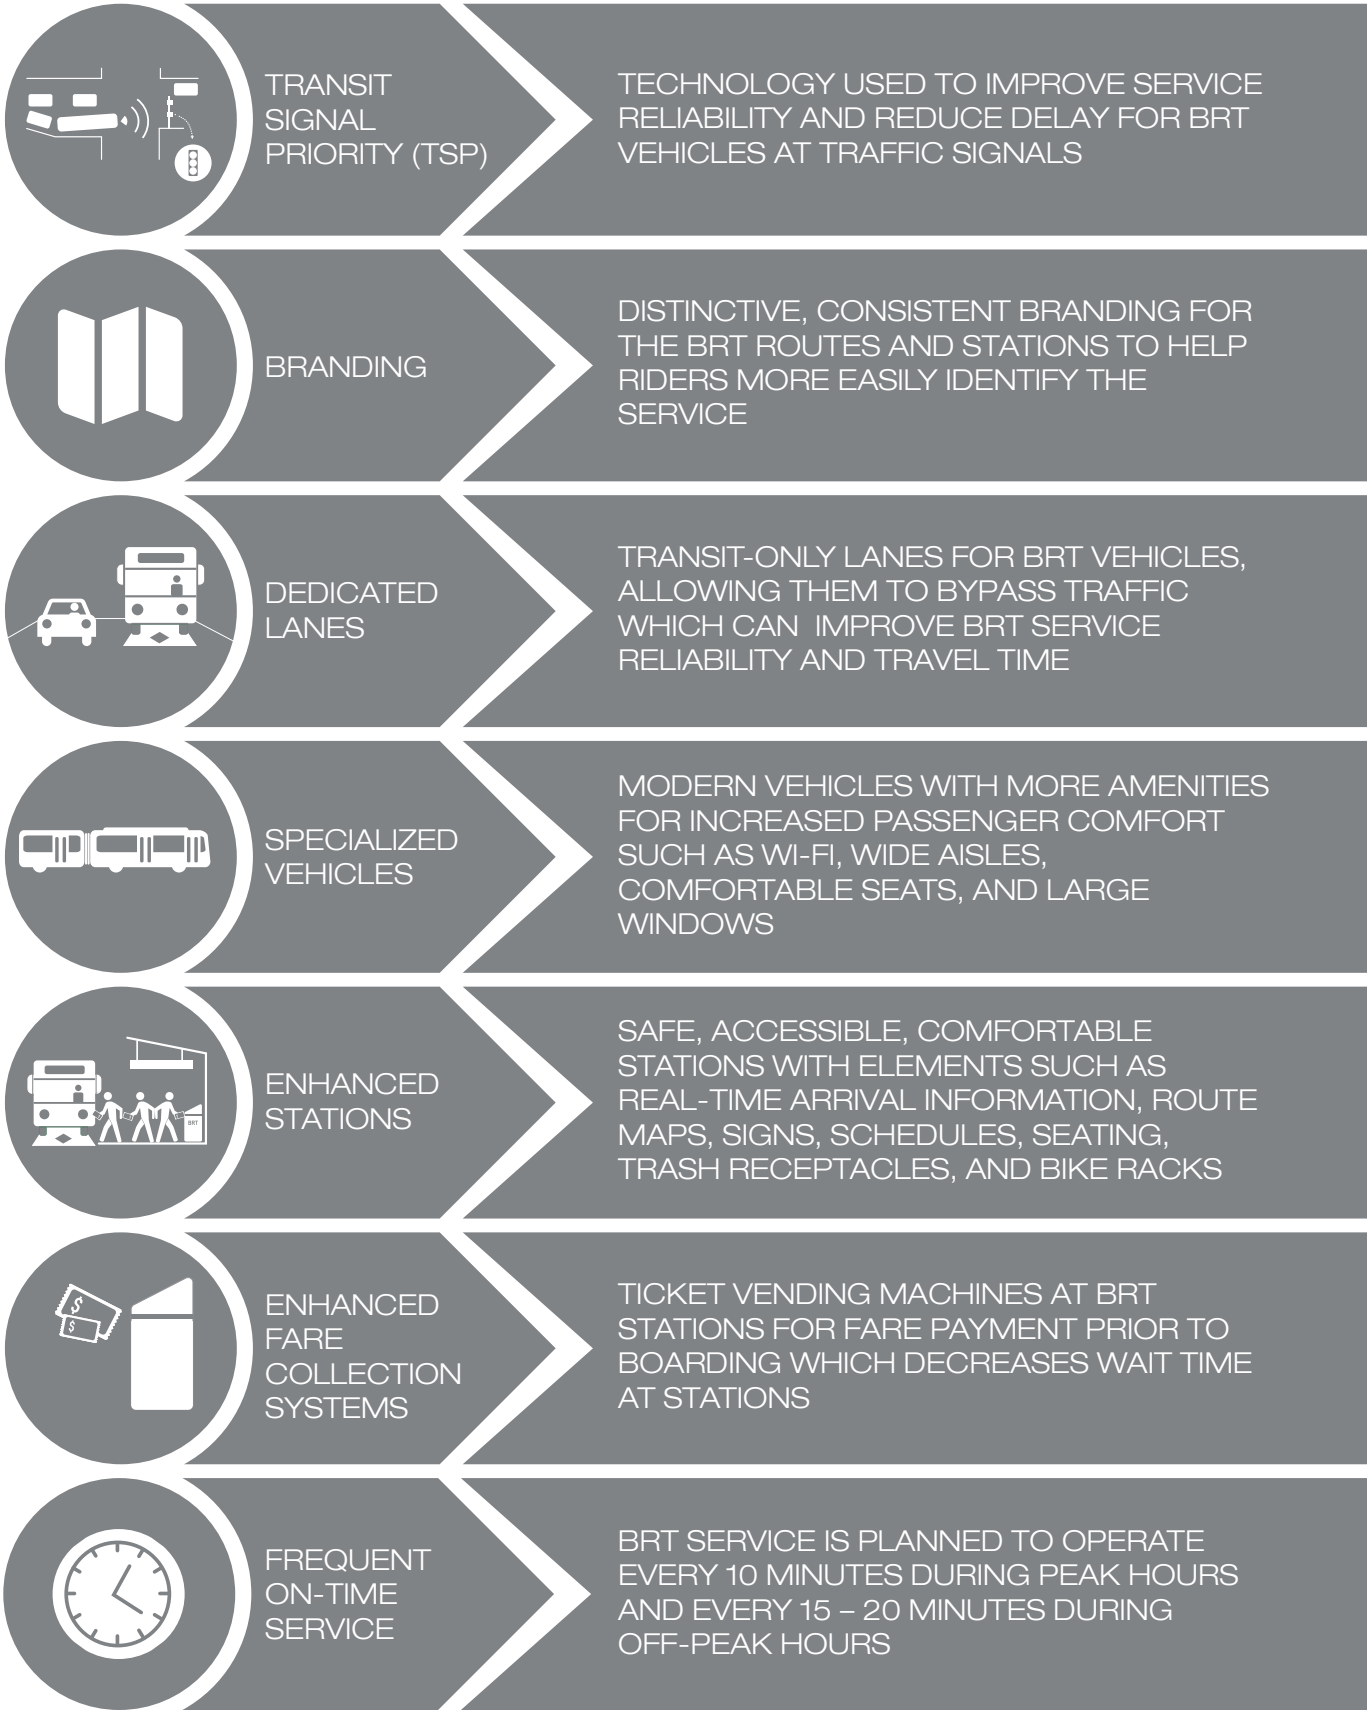 TRANSIT
SIGNAL
PRIORITY (TSP)
TECHNOLOGY USED TO IMPROVE SERVICE
RELIABILITY AND REDUCE DELAY FOR BRT
VEHICLES AT TRAFFIC SIGNALS
BRANDING
DISTINCTIVE, CONSISTENT BRANDING FOR
THE BRT ROUTES AND STATIONS TO HELP
RIDERS MORE EASILY IDENTIFY THE
SERVICE
DEDICATED
LANES
TRANSIT-ONLY LANES FOR BRT VEHICLES,
ALLOWING THEM TO BYPASS TRAFFIC
WHICH CAN  IMPROVE BRT SERVICE
RELIABILITY AND TRAVEL TIME
SPECIALIZED
VEHICLES
MODERN VEHICLES WITH MORE AMENITIES
FOR INCREASED PASSENGER COMFORT
SUCH AS WI-FI, WIDE AISLES,
COMFORTABLE SEATS, AND LARGE
WINDOWS
BRT
ENHANCED
STATIONS
SAFE, ACCESSIBLE, COMFORTABLE
STATIONS WITH ELEMENTS SUCH AS
REAL-TIME ARRIVAL INFORMATION, ROUTE
MAPS, SIGNS, SCHEDULES, SEATING,
TRASH RECEPTACLES, AND BIKE RACKS
$
$
ENHANCED
FARE
COLLECTION
SYSTEMS
TICKET VENDING MACHINES AT BRT
STATIONS FOR FARE PAYMENT PRIOR TO
BOARDING WHICH DECREASES WAIT TIME
AT STATIONS
FREQUENT
ON-TIME
SERVICE
BRT SERVICE IS PLANNED TO OPERATE
EVERY 10 MINUTES DURING PEAK HOURS
AND EVERY 15 – 20 MINUTES DURING
OFF-PEAK HOURS